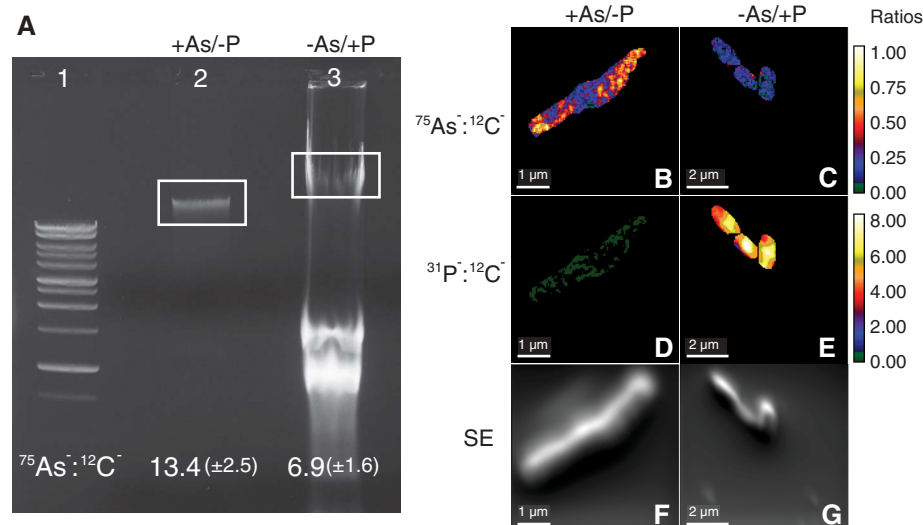 A
+As/-P
-As/+P
1
2
3
⁷⁵As⁻:¹²C⁻
13.4(±2.5)
6.9(±1.6)
+As/-P
-As/+P
Ratios
⁷⁵As⁻:¹²C⁻
1 µm
B
2 µm
C
1.00
0.75
0.50
0.25
0.00
³¹P⁻:¹²C⁻
1 µm
D
2 µm
E
8.00
6.00
4.00
2.00
0.00
SE
1 µm
F
2 µm
G